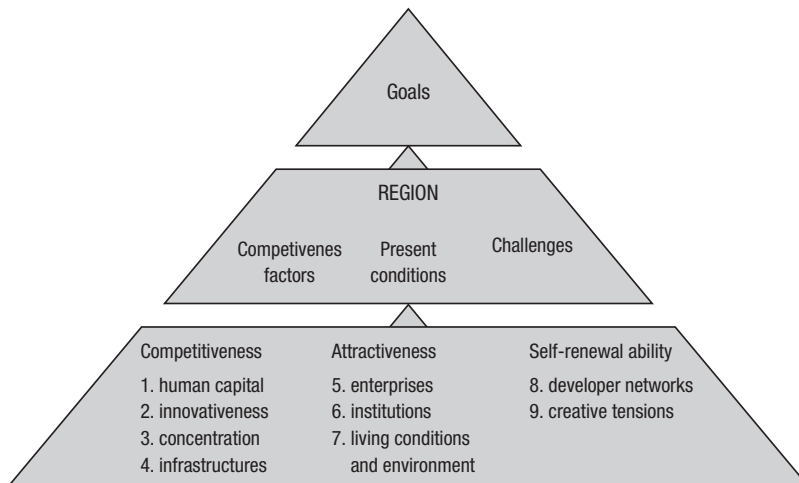 Goals
REGION
Competivenes
factors
Present
conditions
Challenges
Competitiveness
1. human capital
2. innovativeness
3. concentration
4. infrastructures
Attractiveness
5. enterprises
6. institutions
7. living conditions
and environment
Self-renewal ability
8. developer networks
9. creative tensions